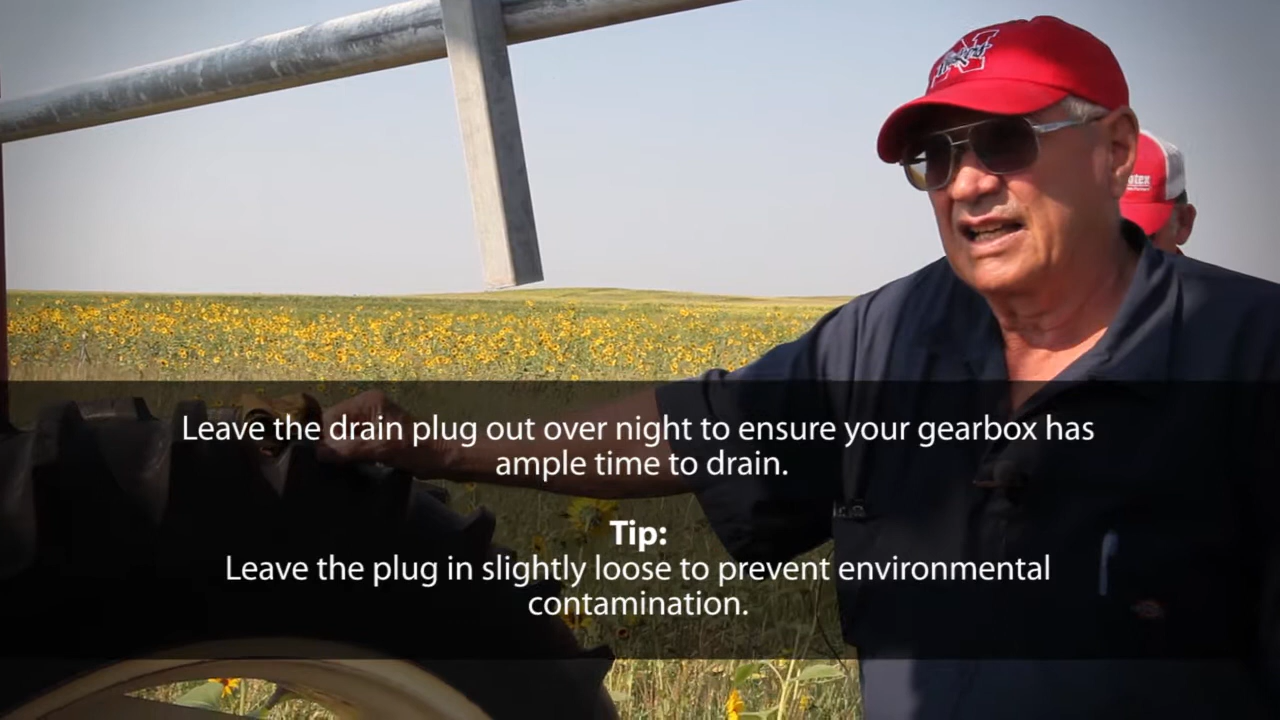 Leave the drain plug out over night to ensure your gearbox has
ample time to drain.
Tip:
Leave the plug in slightly loose to prevent environmental
contamination.